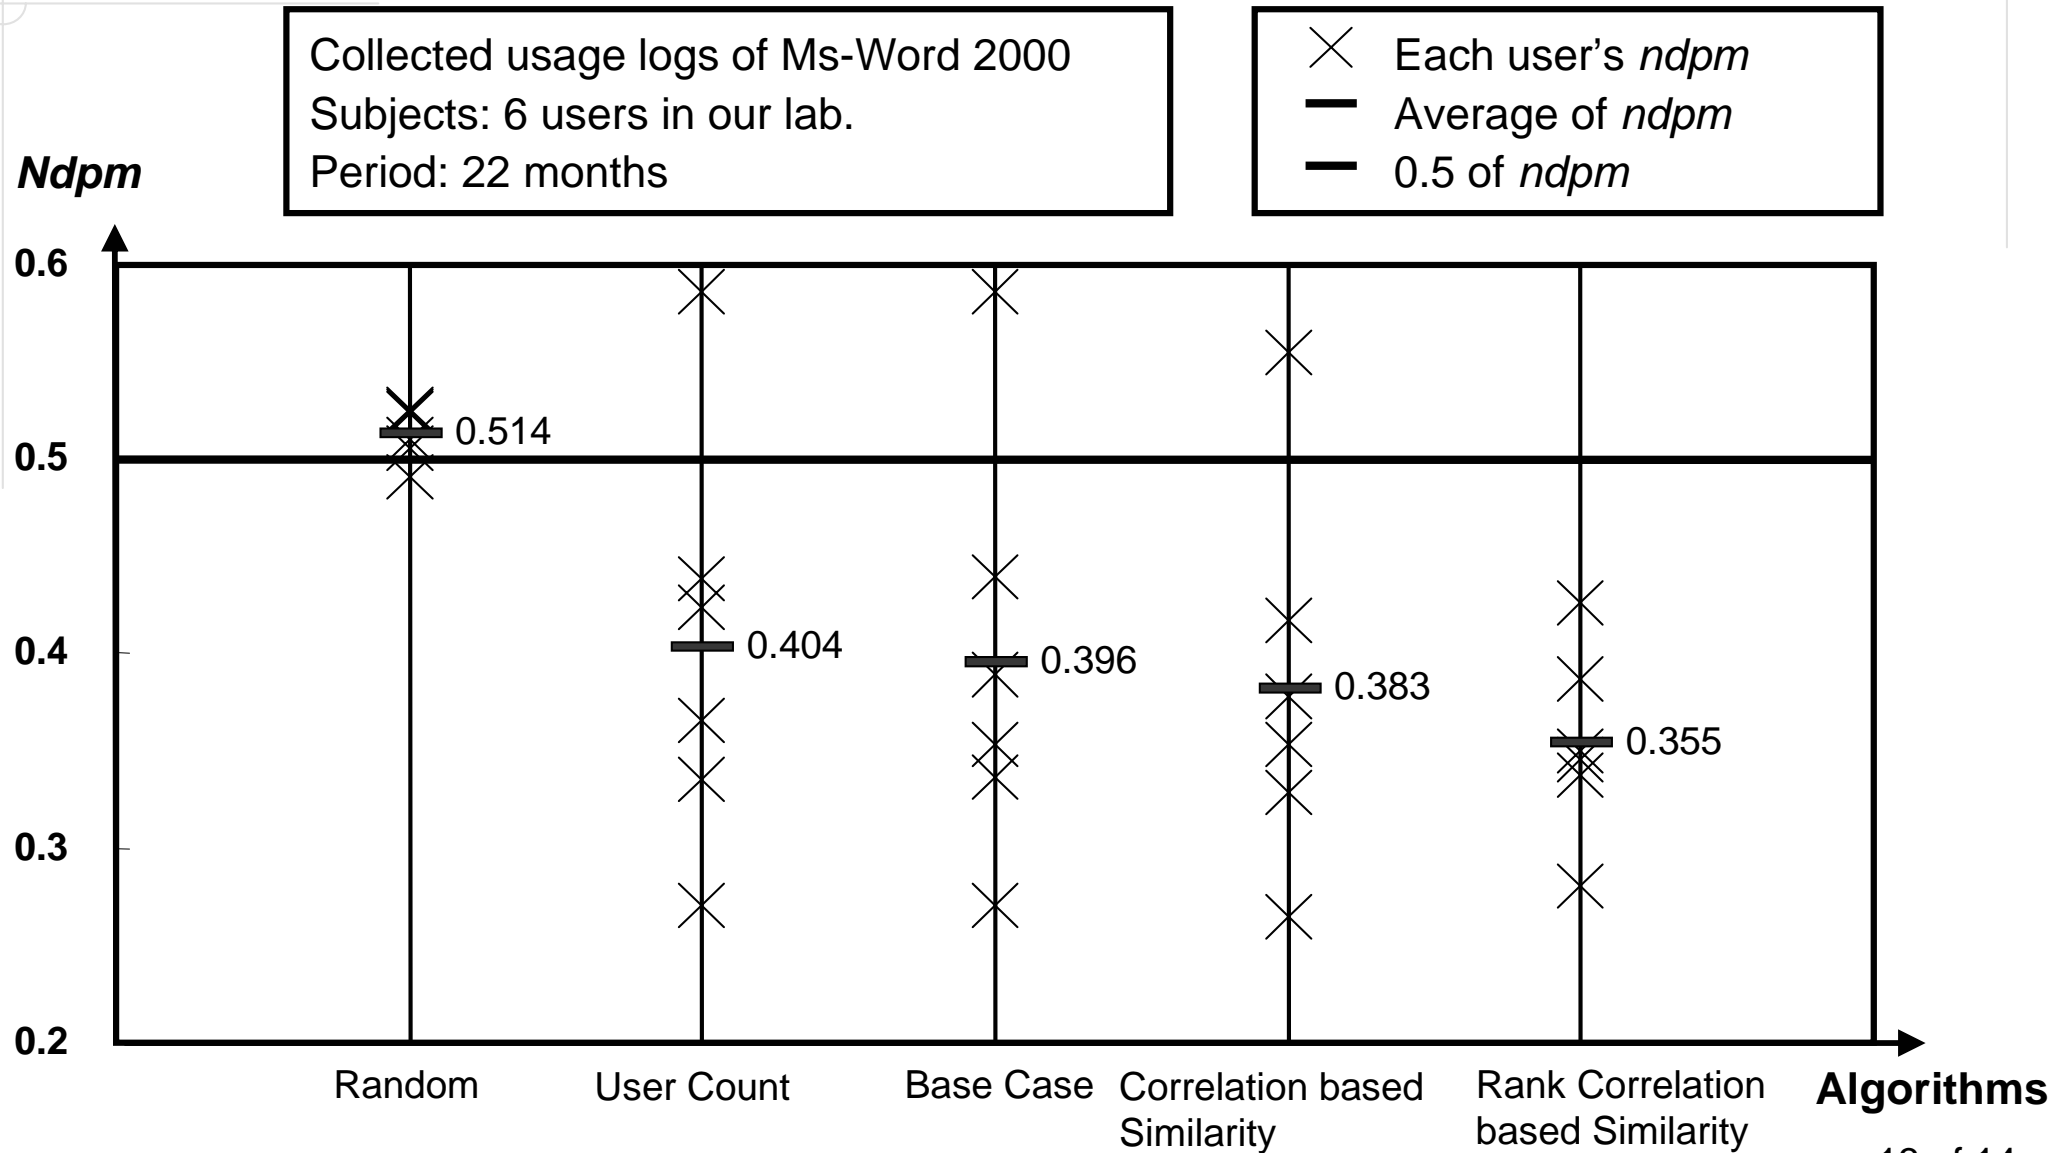 Collected usage logs of Ms-Word 2000
Subjects: 6 users in our lab.
Period: 22 months
Each user's ndpm
Average of ndpm
0.5 of ndpm
Ndpm
0.6
0.5
0.4
0.3
0.2
0.514
0.404
0.396
0.383
0.355
Random
User Count
Base Case
Correlation based
Similarity
Rank Correlation
based Similarity
Algorithms